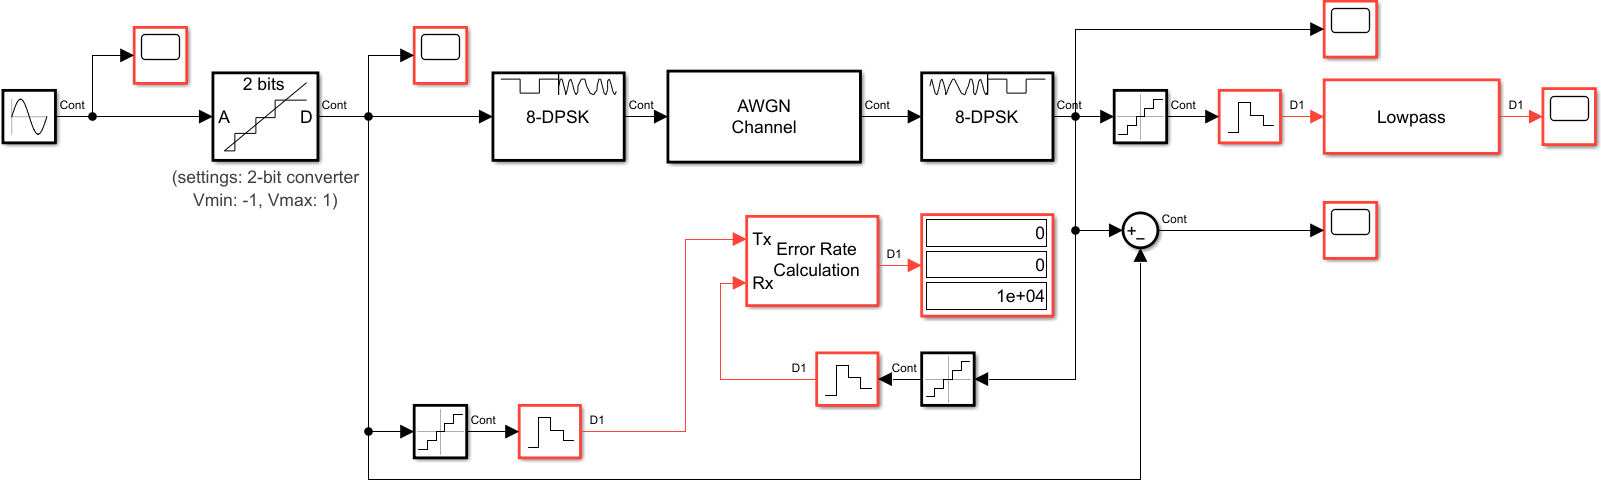 Cont
2 bits
A
D
Cont
(settings: 2-bit converter
Vmin: -1, Vmax: 1)
8-DPSK
Cont
AWGN
Channel
Cont
8-DPSK
Cont
Cont
D1
Lowpass
D1
Tx
Rx
Error Rate
Calculation
D1
0
0
1e+04
+
−
Cont
D1
Cont
Cont
D1